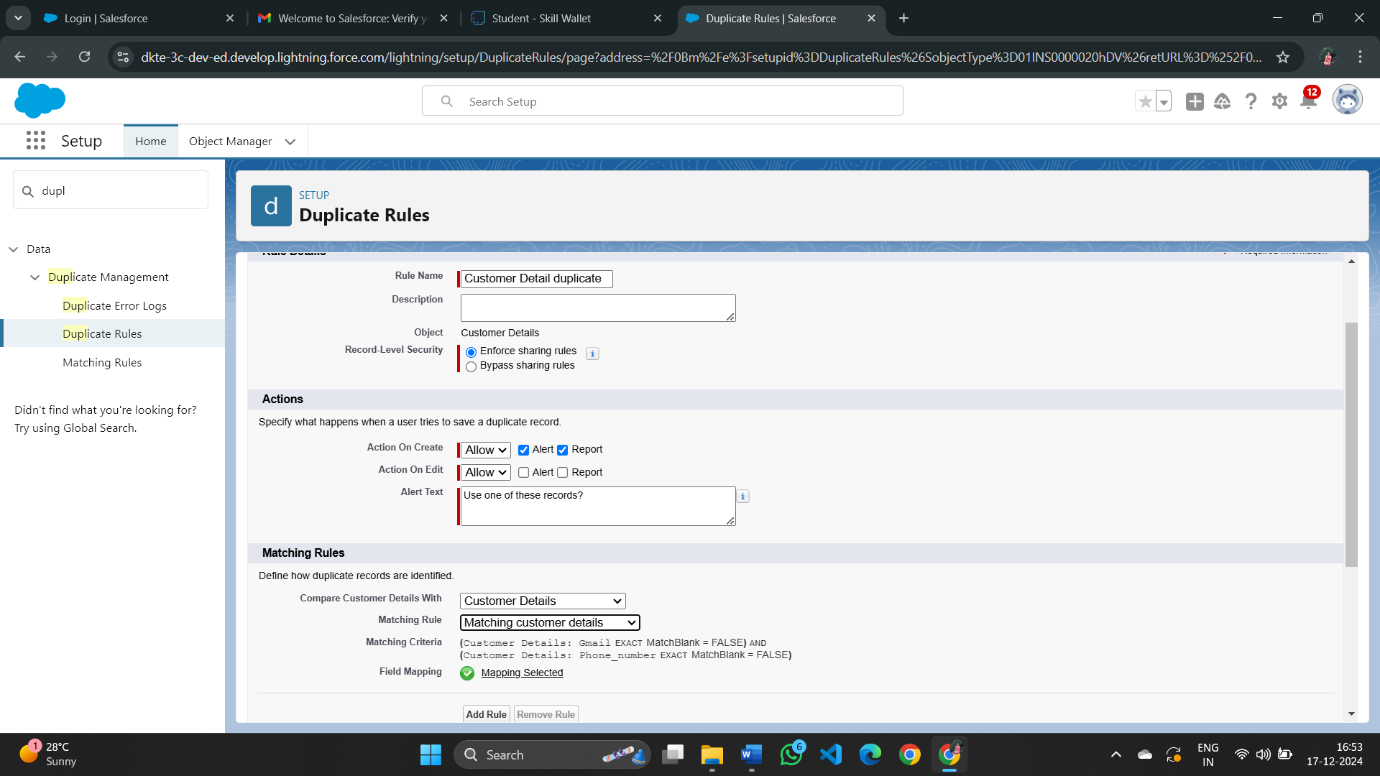 Login | Salesforce
Welcome to Salesforce: Verify y
Student - Skill Wallet
Duplicate Rules | Salesforce
dkte-3c-dev-ed.develop.lightning.force.com/lightning/setup/DuplicateRules/page?address=%2F0Bm%2Fe%3Fsetupid%3DDuplicateRules%26SobjectType%3D01INS0000020hDV%26retURL%3D%252F0...
Search Setup
12
Setup
Home
Object Manager
dupl
Data
Duplicate Management
Duplicate Error Logs
Duplicate Rules
Matching Rules
Didn't find what you're looking for?
Try using Global Search.
d
SETUP
Duplicate Rules
Rule Details
Required Information
Rule Name
Customer Detail duplicate
Description
Object
Customer Details
Record-Level Security
Enforce sharing rules
Bypass sharing rules
Actions
Specify what happens when a user tries to save a duplicate record.
Action On Create
Allow
Alert
Report
Action On Edit
Allow
Alert
Report
Alert Text
Use one of these records?
Matching Rules
Define how duplicate records are identified.
Compare Customer Details With
Customer Details
Matching Rule
Matching customer details
Matching Criteria
(Customer Details: Gmail EXACT MatchBlank = FALSE) AND
(Customer Details: Phone_number EXACT MatchBlank = FALSE)
Field Mapping
Mapping Selected
Add Rule
Remove Rule
1
28°C
Sunny
Search
6
ENG
IN
16:53
17-12-2024